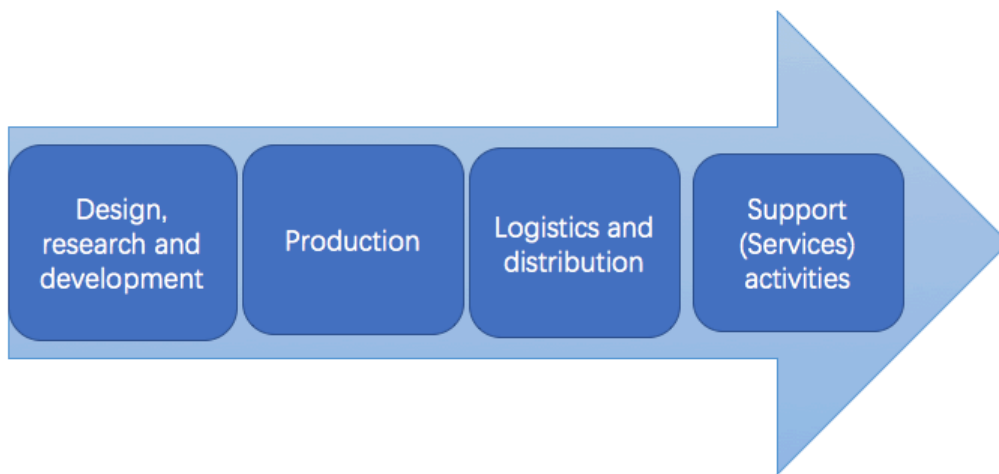 Design,
research and
development
Production
Logistics and
distribution
Support
(Services)
activities